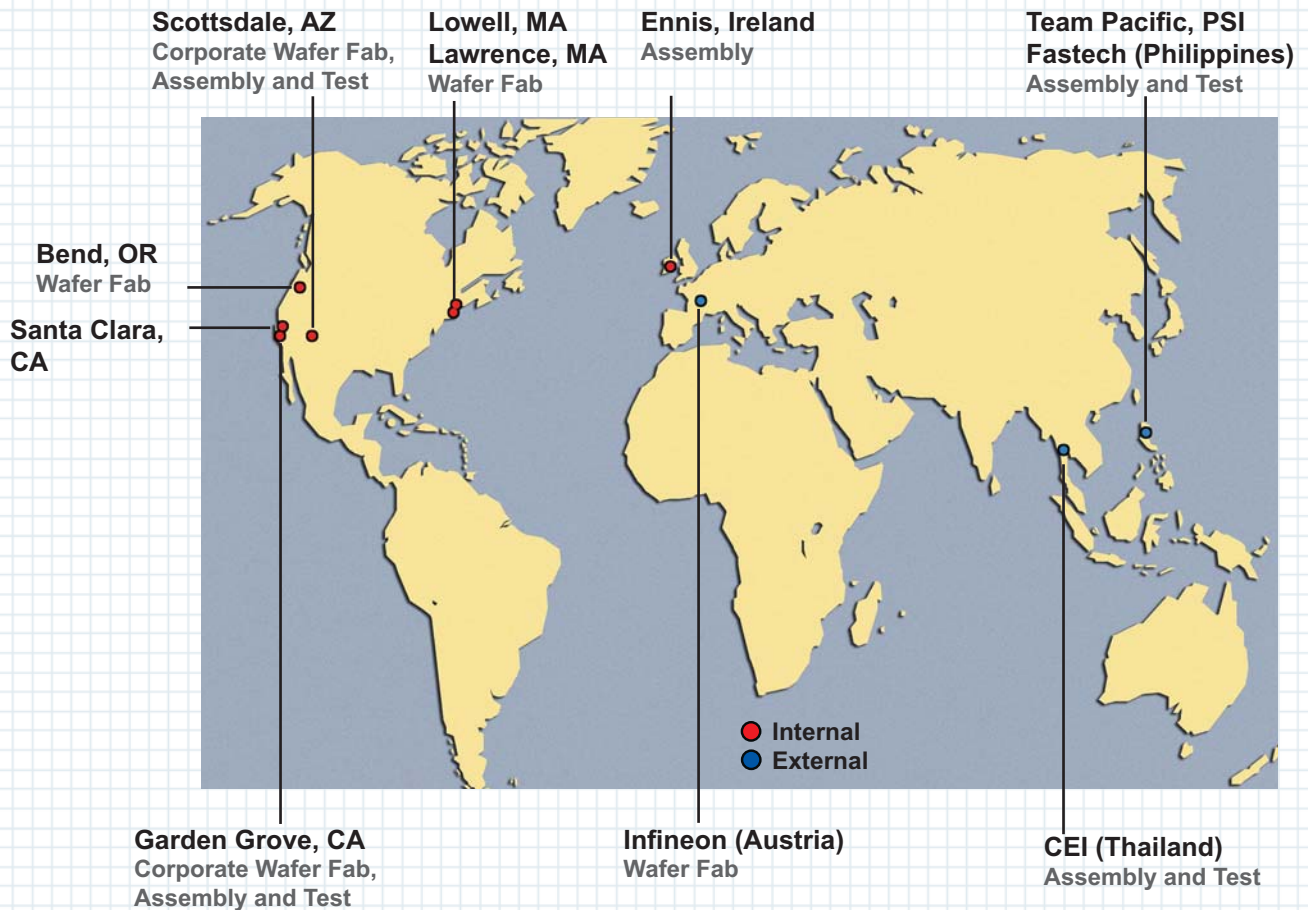 Scottsdale, AZ
Corporate Wafer Fab,
Assembly and Test
Lowell, MA
Lawrence, MA
Wafer Fab
Ennis, Ireland
Assembly
Team Pacific, PSI
Fastech (Philippines)
Assembly and Test
Bend, OR
Wafer Fab
Santa Clara,
CA
Internal
External
Garden Grove, CA
Corporate Wafer Fab,
Assembly and Test
Infineon (Austria)
Wafer Fab
CEI (Thailand)
Assembly and Test